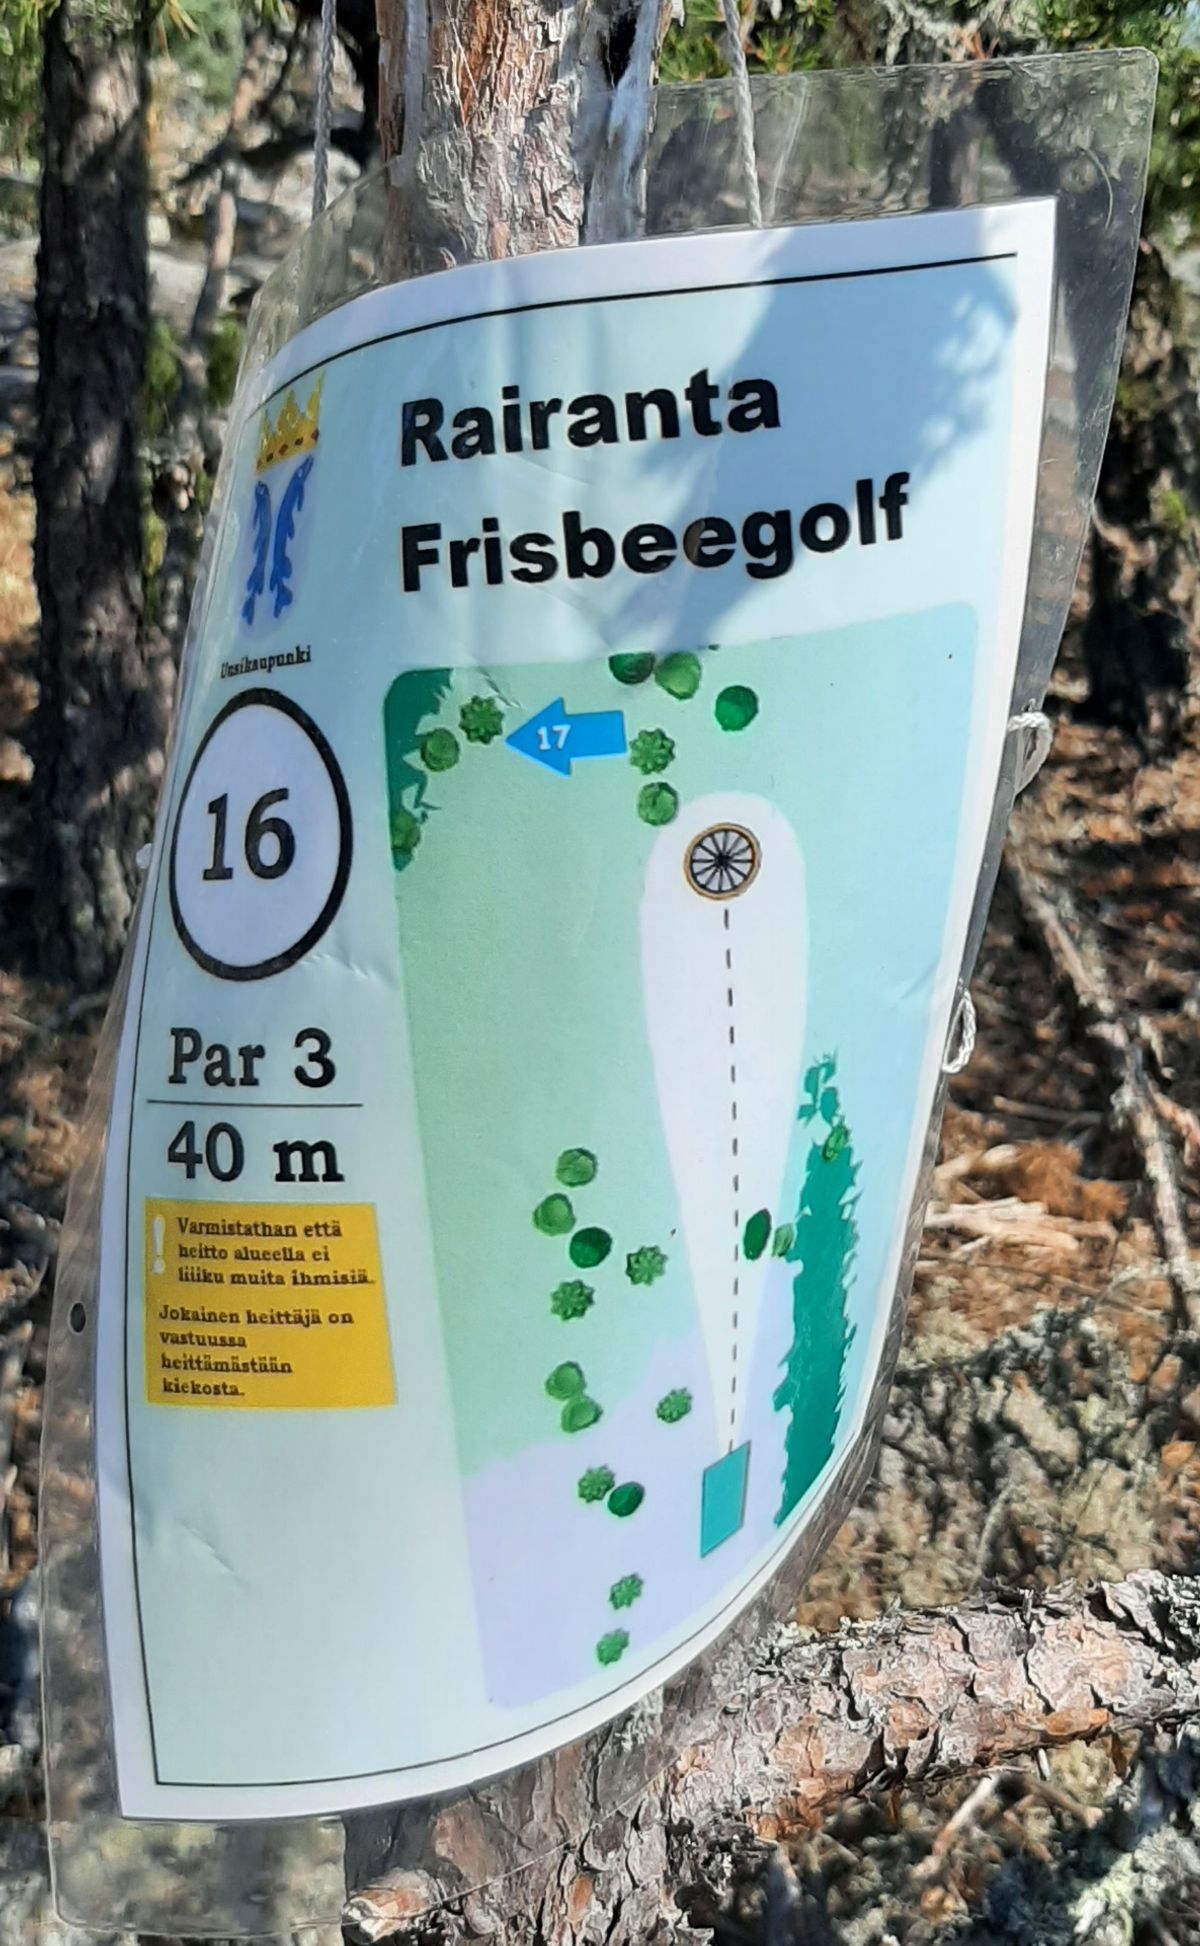 Rairanta
Frisbeegolf
Uusikaupunki
17
16
Par 3
40 m
! Varmistathan että
heitto alueella ei
liiiku muita ihmisiä.
Jokainen heittäjä on
vastuussa
heittämästään
kiekosta.